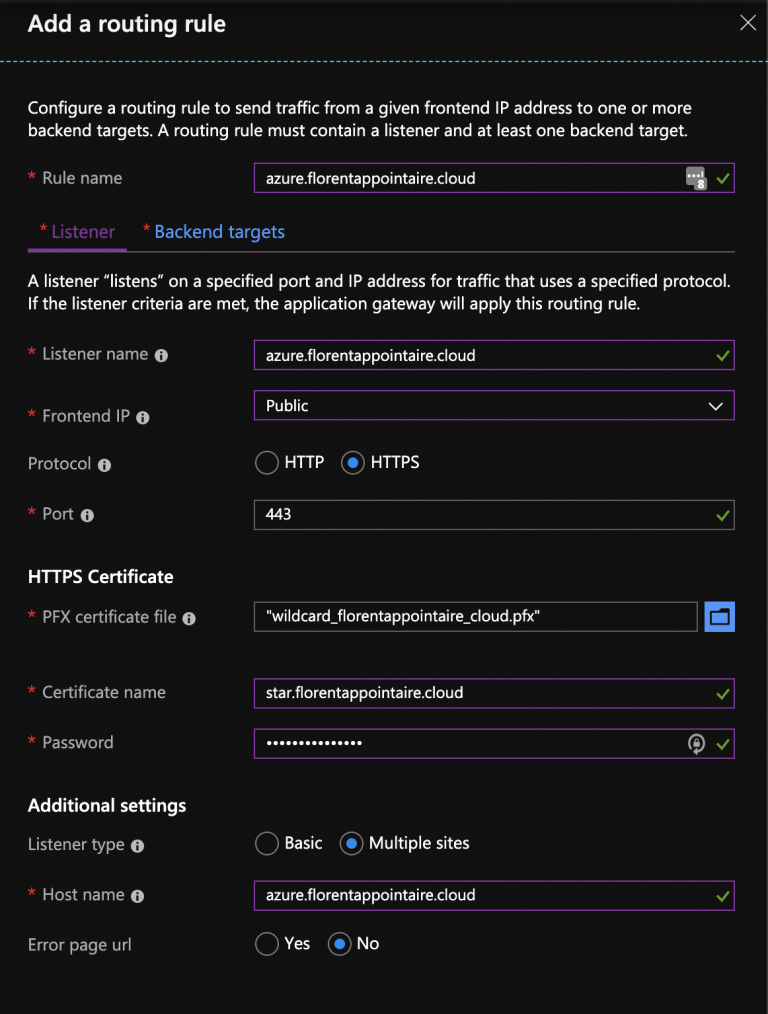 Add a routing rule
Configure a routing rule to send traffic from a given frontend IP address to one or more
backend targets. A routing rule must contain a listener and at least one backend target.
* Rule name azure.florentappointaire.cloud 8
* Listener * Backend targets
A listener “listens” on a specified port and IP address for traffic that uses a specified protocol.
If the listener criteria are met, the application gateway will apply this routing rule.
* Listener name azure.florentappointaire.cloud
* Frontend IP Public
Protocol HTTP HTTPS
* Port 443
HTTPS Certificate
* PFX certificate file "wildcard_florentappointaire_cloud.pfx"
* Certificate name star.florentappointaire.cloud
* Password •••••••••••••••
Additional settings
Listener type Basic Multiple sites
* Host name azure.florentappointaire.cloud
Error page url Yes No